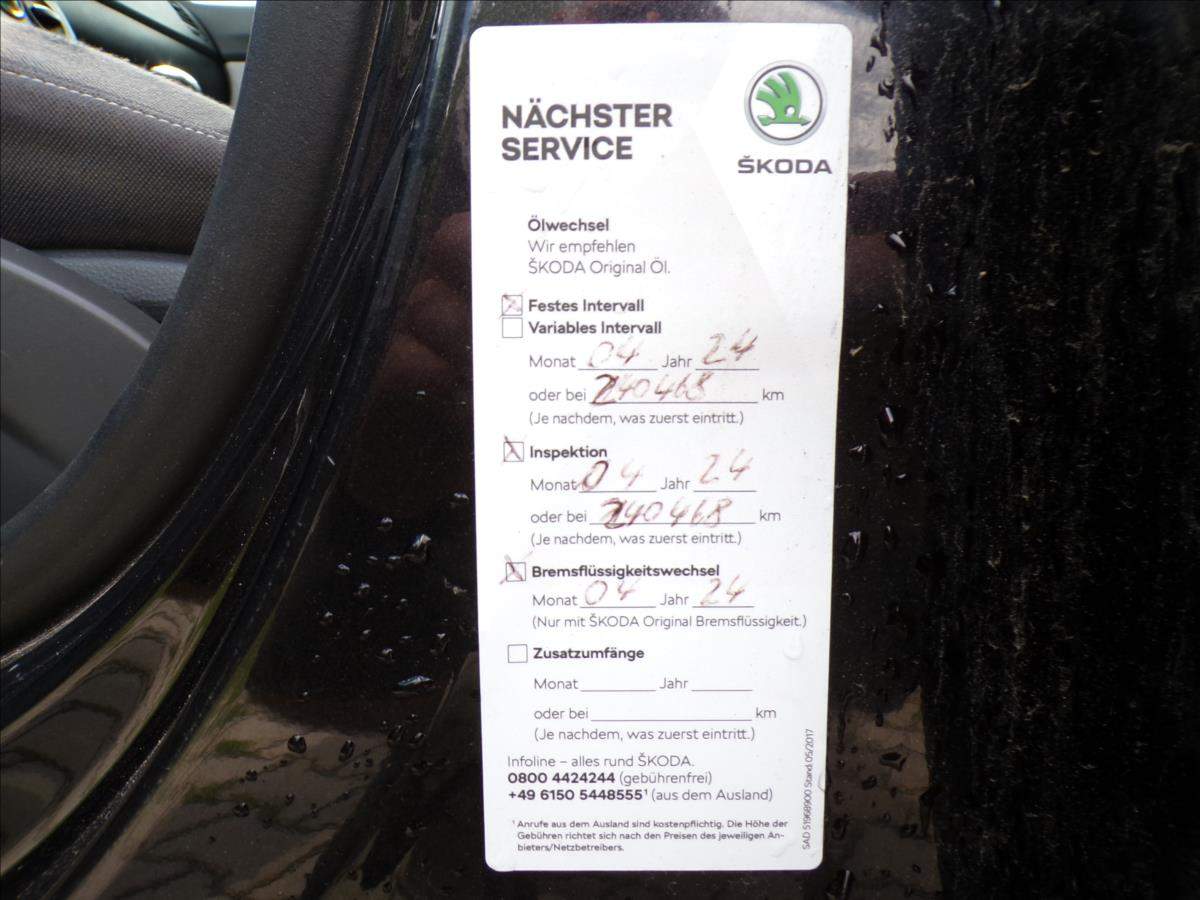 NÄCHSTER
SERVICE
ŠKODA
Ölwechsel
Wir empfehlen
ŠKODA Original Öl.
Festes Intervall
Variables Intervall
Monat 04 Jahr 24
oder bei 240468 km
(Je nachdem, was zuerst eintritt.)
Inspektion
Monat 04 Jahr 24
oder bei 240468 km
(Je nachdem, was zuerst eintritt.)
Bremsflüssigkeitswechsel
Monat 04 Jahr 24
(Nur mit ŠKODA Original Bremsflüssigkeit.)
Zusatzumfänge
Monat Jahr
oder bei km
(Je nachdem, was zuerst eintritt.)
Infoline – alles rund ŠKODA.
0800 4424244 (gebührenfrei)
+49 6150 5448555¹ (aus dem Ausland)
¹ Anrufe aus dem Ausland sind kostenpflichtig. Die Höhe der
Gebühren richtet sich nach den Preisen des jeweiligen An-
bieters/Netzbetreibers.
SAD 51968900 Stand: 05/2017